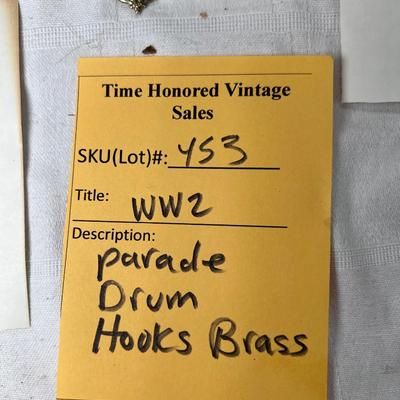 Time Honored Vintage
Sales
SKU(Lot)#: 453
Title: WW2
Description:
parade
Drum
Hooks Brass